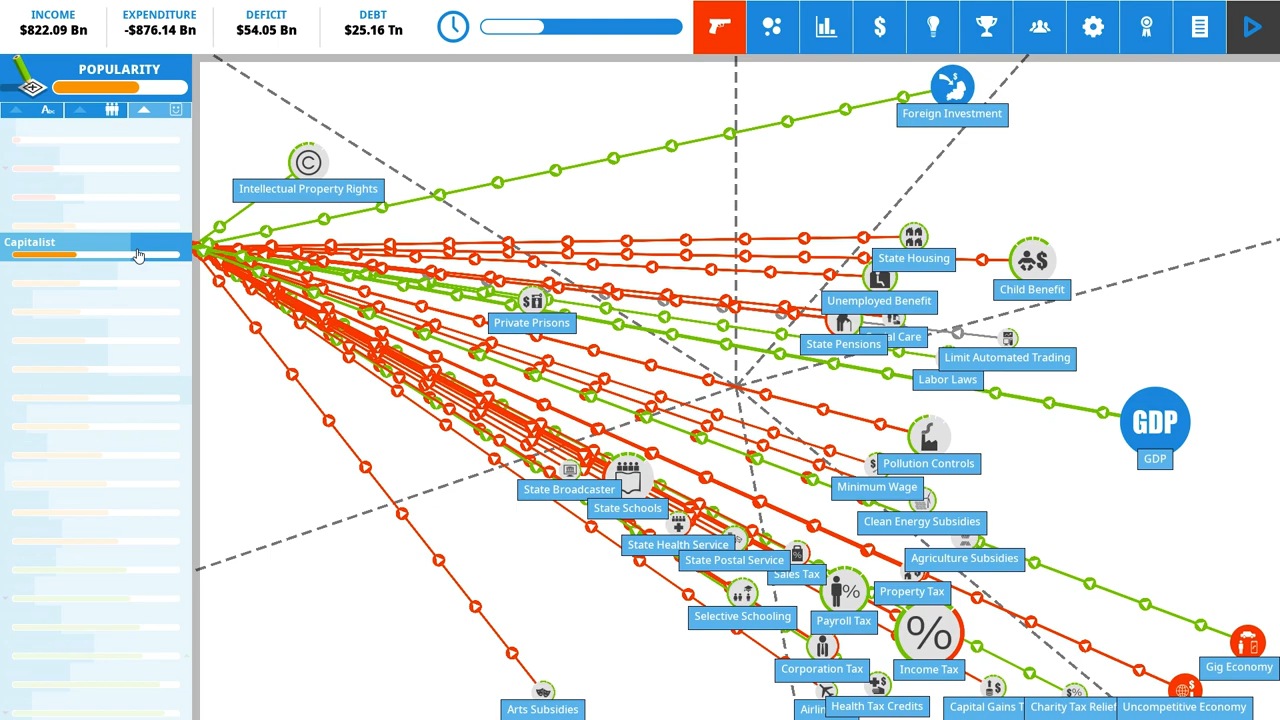 INCOME
$822.09 Bn
EXPENDITURE
-$876.14 Bn
DEFICIT
$54.05 Bn
DEBT
$25.16 Tn
POPULARITY
Capitalist
Foreign Investment
Intellectual Property Rights
State Housing
Child Benefit
Unemployed Benefit
Private Prisons
State Pensions
Care
Limit Automated Trading
Labor Laws
GDP
GDP
Pollution Controls
Minimum Wage
State Broadcaster
State Schools
Clean Energy Subsidies
State Health Service
State Postal Service
Agriculture Subsidies
Sales Tax
Property Tax
Selective Schooling
Payroll Tax
Corporation Tax
Income Tax
Gig Economy
Arts Subsidies
Health Tax Credits
Capital Gains T
Charity Tax Relief
Uncompetitive Economy